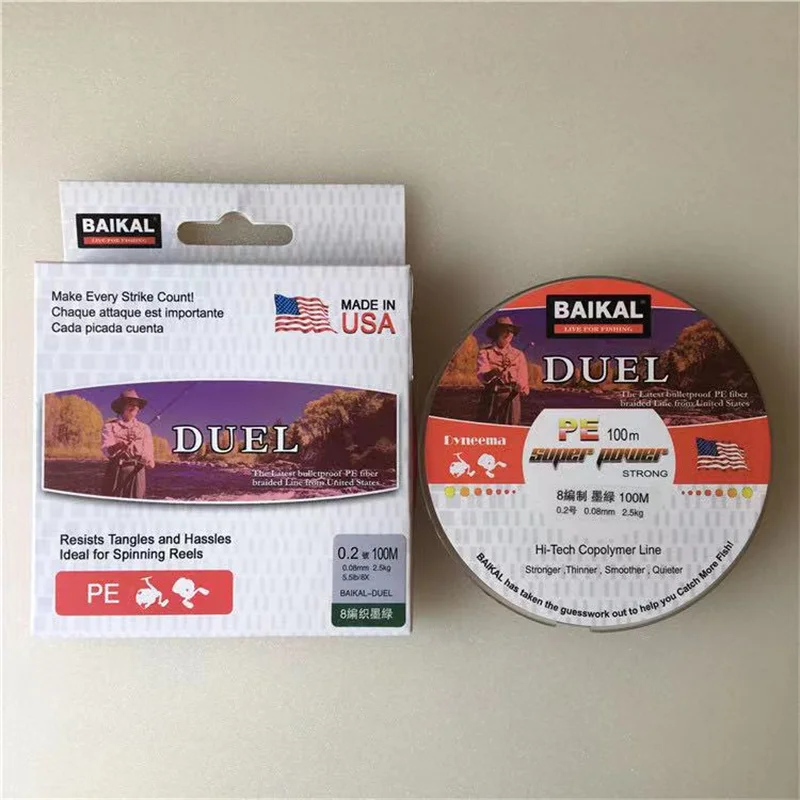 BAIKAL
LIVE FOR FISHING
Make Every Strike Count!
Chaque attaque est importante
Cada picada cuenta
MADE IN
USA
DUEL
The Latest bulletproof PE fiber
braided Line from United States
Resists Tangles and Hassles
Ideal for Spinning Reels
PE
0.2 號 100M
0.08mm 2.5kg
5.5lb/8X
BAIKAL-DUEL
8編织墨緑
BAIKAL
LIVE FOR FISHING
DUEL
The Latest bulletproof PE fiber
braided Line from United States
Dyneema
PE 100m
super power
STRONG
8編制 墨緑 100M
0.2号 0.08mm 2.5kg
Hi-Tech Copolymer Line
Stronger ,Thinner , Smoother , Quieter
BAIKAL has taken the guesswork out to help you Catch More Fish!